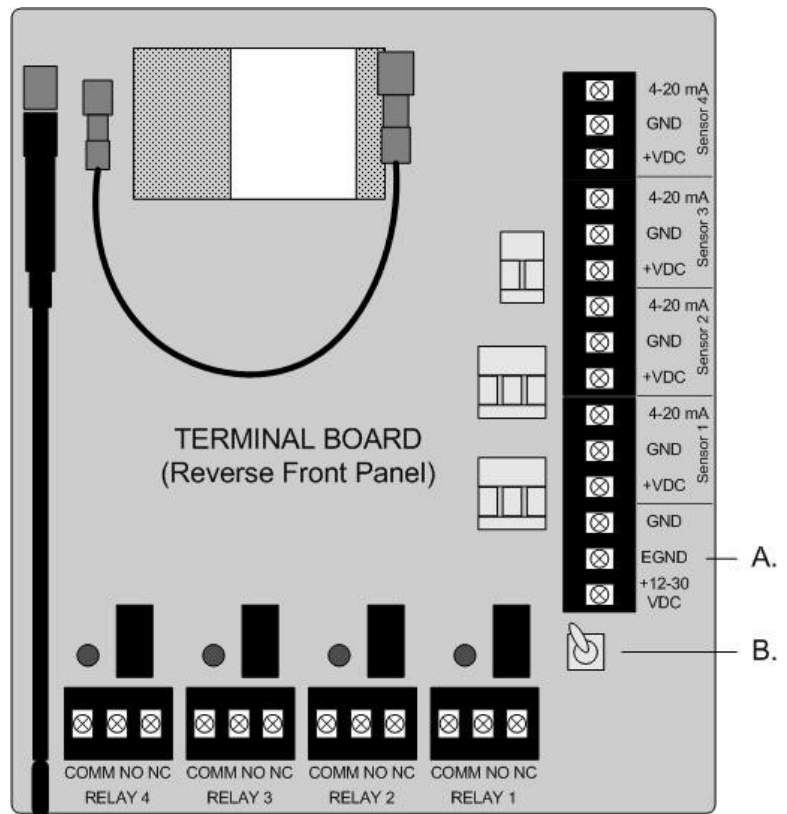 4-20 mA
GND
+VDC
Sensor 4
4-20 mA
GND
+VDC
Sensor 3
4-20 mA
GND
+VDC
Sensor 2
4-20 mA
GND
+VDC
Sensor 1
GND
EGND
A.
+12-30
VDC
B.
TERMINAL BOARD
(Reverse Front Panel)
COMM NO NC
RELAY 4
COMM NO NC
RELAY 3
COMM NO NC
RELAY 2
COMM NO NC
RELAY 1